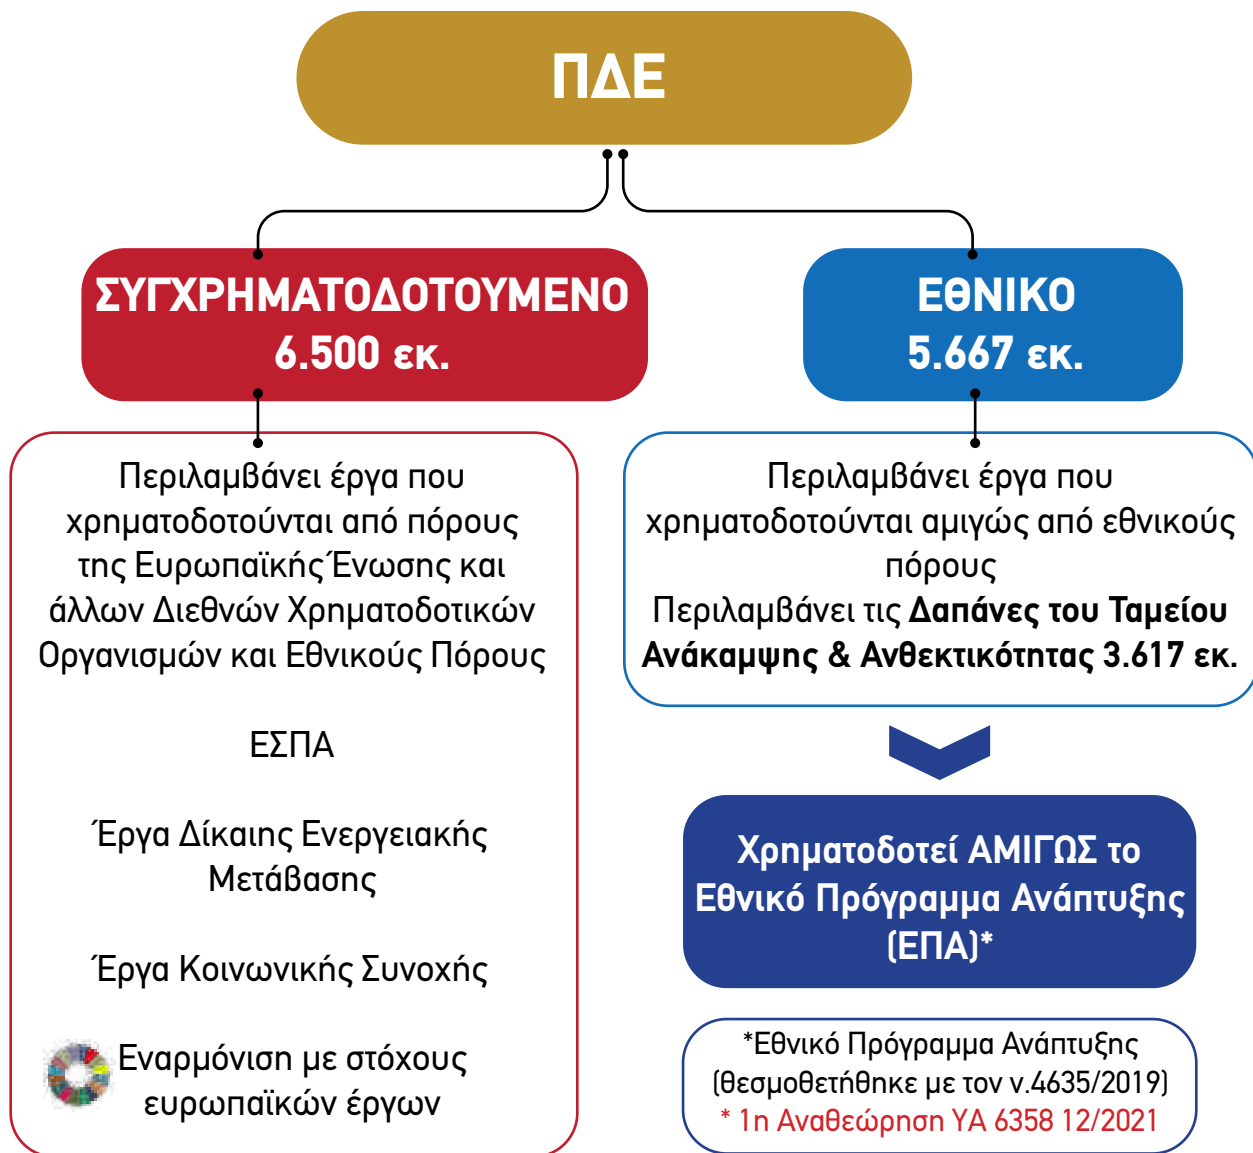 ΠΔΕ
ΣΥΓΧΡΗΜΑΤΟΔΟΤΟΥΜΕΝΟ
6.500 εκ.
Περιλαμβάνει έργα που
χρηματοδοτούνται από πόρους
της Ευρωπαϊκής Ένωσης και
άλλων Διεθνών Χρηματοδοτικών
Οργανισμών και Εθνικούς Πόρους
ΕΣΠΑ
Έργα Δίκαιης Ενεργειακής
Μετάβασης
Έργα Κοινωνικής Συνοχής
Εναρμόνιση με στόχους
ευρωπαϊκών έργων
ΕΘΝΙΚΟ
5.667 εκ.
Περιλαμβάνει έργα που
χρηματοδοτούνται αμιγώς από εθνικούς
πόρους
Περιλαμβάνει τις Δαπάνες του Ταμείου
Ανάκαμψης & Ανθεκτικότητας 3.617 εκ.
Χρηματοδοτεί ΑΜΙΓΩΣ το
Εθνικό Πρόγραμμα Ανάπτυξης
(ΕΠΑ)*
*Εθνικό Πρόγραμμα Ανάπτυξης
(θεσμοθετήθηκε με τον ν.4635/2019)
* 1η Αναθεώρηση ΥΑ 6358 12/2021